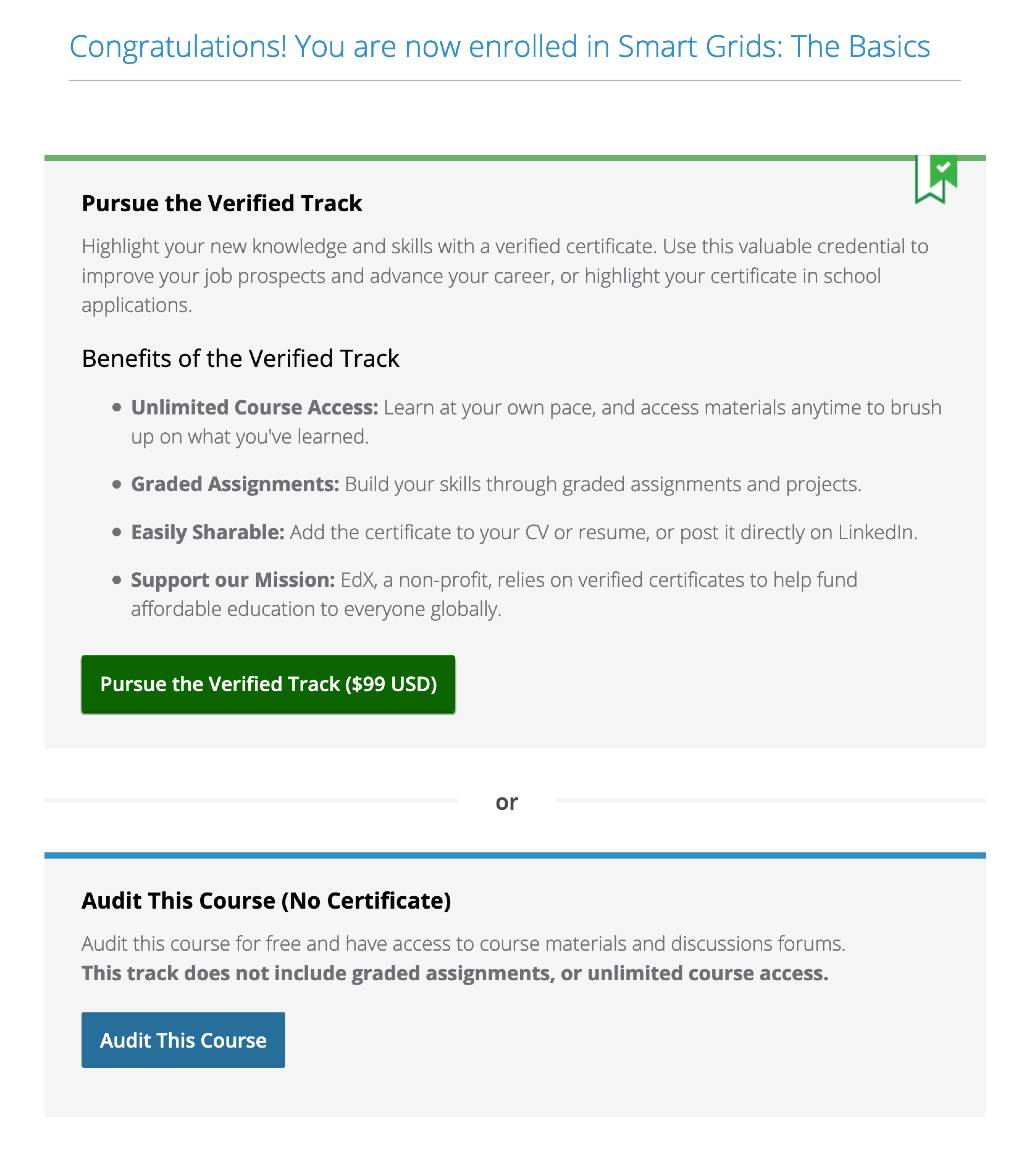 Congratulations! You are now enrolled in Smart Grids: The Basics
Pursue the Verified Track
Highlight your new knowledge and skills with a verified certificate. Use this valuable credential to
improve your job prospects and advance your career, or highlight your certificate in school
applications.
Benefits of the Verified Track
• Unlimited Course Access: Learn at your own pace, and access materials anytime to brush
up on what you've learned.
• Graded Assignments: Build your skills through graded assignments and projects.
• Easily Sharable: Add the certificate to your CV or resume, or post it directly on LinkedIn.
• Support our Mission: EdX, a non-profit, relies on verified certificates to help fund
affordable education to everyone globally.
Pursue the Verified Track ($99 USD)
or
Audit This Course (No Certificate)
Audit this course for free and have access to course materials and discussions forums.
This track does not include graded assignments, or unlimited course access.
Audit This Course